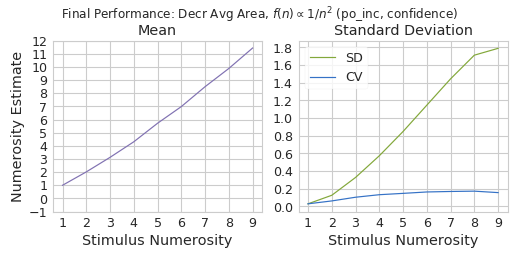 Final Performance: Decr Avg Area, f(n) ∝ 1/n² (po_inc, confidence)
Mean
Standard Deviation
Numerosity Estimate
12
11
10
9
8
7
6
5
4
3
2
1
0
−1
1 2 3 4 5 6 7 8 9
Stimulus Numerosity
SD
CV
1.8
1.6
1.4
1.2
1.0
0.8
0.6
0.4
0.2
0.0
1 2 3 4 5 6 7 8 9
Stimulus Numerosity